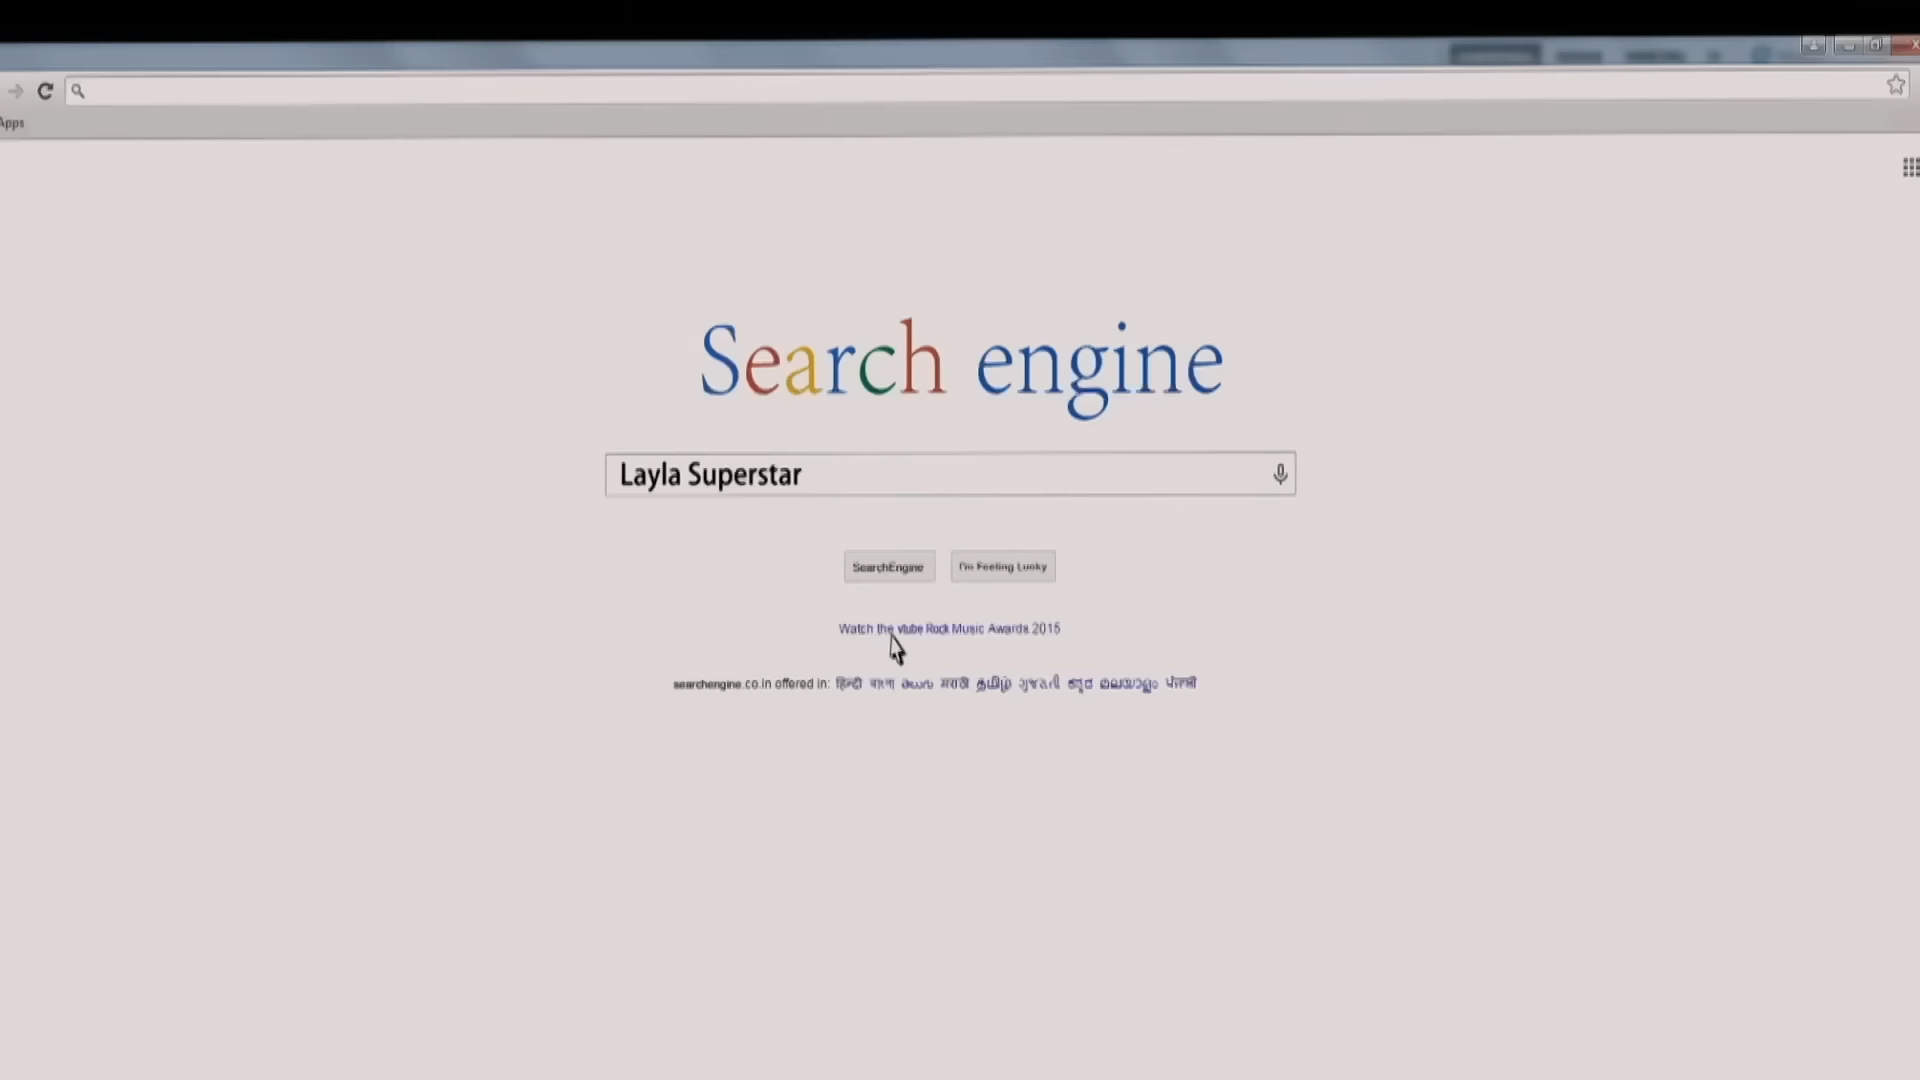 Apps
Search engine
Layla Superstar
SearchEngine
I'm Feeling Lucky
Watch the vtube Rock Music Awards 2015
searchengine.co.in offered in: हिन्दी বাংলা తెలుగు मराठी தமிழ் ગુજરાતી ಕನ್ನಡ മലയാളം ਪੰਜਾਬੀ